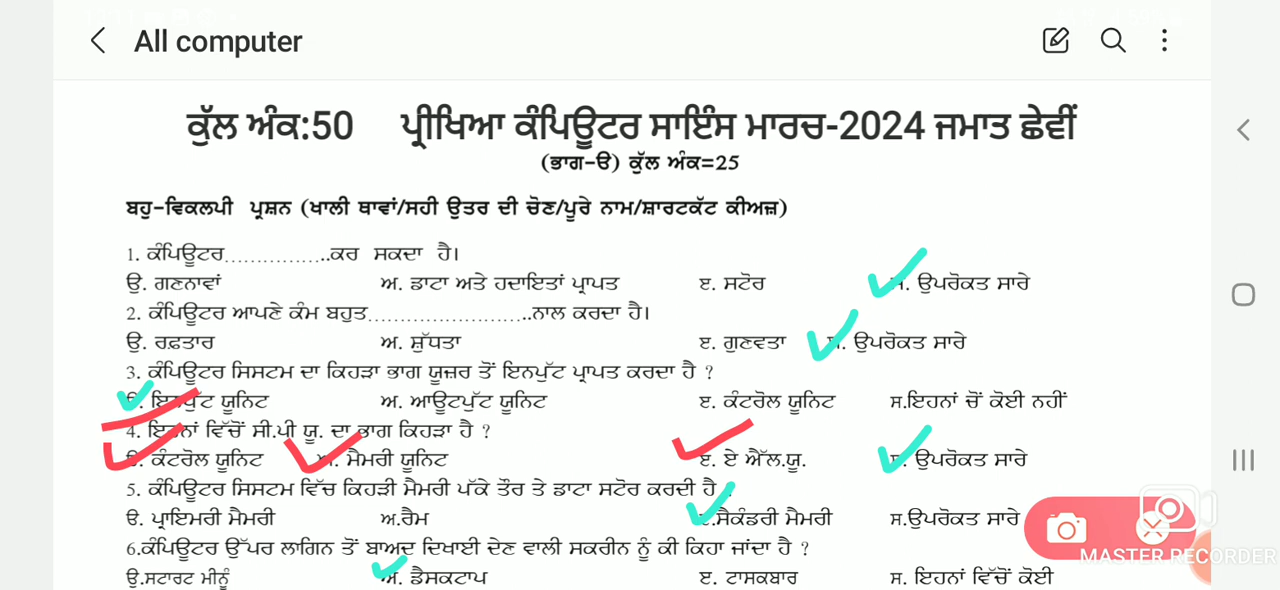 All computer
ਕੁੱਲ ਅੰਕ:50 ਪ੍ਰੀਖਿਆ ਕੰਪਿਊਟਰ ਸਾਇੰਸ ਮਾਰਚ-2024 ਜਮਾਤ ਛੇਵੀਂ
(ਭਾਗ-ੳ) ਕੁੱਲ ਅੰਕ=25
ਬਹੁ-ਵਿਕਲਪੀ ਪ੍ਰਸ਼ਨ (ਖਾਲੀ ਥਾਵਾਂ/ਸਹੀ ਉਤਰ ਦੀ ਚੋਣ/ਪੂਰੇ ਨਾਮ/ਸ਼ਾਰਟਕੱਟ ਕੀਅਜ਼)
1. ਕੰਪਿਊਟਰ................ਕਰ ਸਕਦਾ ਹੈ।
ਉ. ਗਣਨਾਵਾਂ ਅ. ਡਾਟਾ ਅਤੇ ਹਦਾਇਤਾਂ ਪ੍ਰਾਪਤ ੲ. ਸਟੋਰ ਸ. ਉਪਰੋਕਤ ਸਾਰੇ
2. ਕੰਪਿਊਟਰ ਆਪਣੇ ਕੰਮ ਬਹੁਤ.........................ਨਾਲ ਕਰਦਾ ਹੈ।
ਉ. ਰਫ਼ਤਾਰ ਅ. ਸ਼ੁੱਧਤਾ ੲ. ਗੁਣਵਤਾ ਸ. ਉਪਰੋਕਤ ਸਾਰੇ
3. ਕੰਪਿਊਟਰ ਸਿਸਟਮ ਦਾ ਕਿਹੜਾ ਭਾਗ ਯੂਜ਼ਰ ਤੋਂ ਇਨਪੁੱਟ ਪ੍ਰਾਪਤ ਕਰਦਾ ਹੈ ?
ਇਨਪੁੱਟ ਯੂਨਿਟ ਅ. ਆਊਟਪੁੱਟ ਯੂਨਿਟ ੲ. ਕੰਟਰੋਲ ਯੂਨਿਟ ਸ.ਇਹਨਾਂ ਚੋਂ ਕੋਈ ਨਹੀਂ
4. ਇਹਨਾਂ ਵਿੱਚੋਂ ਸੀ.ਪੀ ਯੂ. ਦਾ ਭਾਗ ਕਿਹੜਾ ਹੈ ?
ਕੰਟਰੋਲ ਯੂਨਿਟ ਅ. ਮੈਮਰੀ ਯੂਨਿਟ ੲ. ਏ ਐੱਲ.ਯੂ. ਉਪਰੋਕਤ ਸਾਰੇ
5. ਕੰਪਿਊਟਰ ਸਿਸਟਮ ਵਿੱਚ ਕਿਹੜੀ ਮੈਮਰੀ ਪੱਕੇ ਤੌਰ ਤੇ ਡਾਟਾ ਸਟੋਰ ਕਰਦੀ ਹੈ
ੳ. ਪ੍ਰਾਇਮਰੀ ਮੈਮਰੀ ਅ.ਰੈਮ ੲ.ਸੈਕੰਡਰੀ ਮੈਮਰੀ ਸ.ਉਪਰੋਕਤ ਸਾਰੇ
MASTER RECORDER
6.ਕੰਪਿਊਟਰ ਉੱਪਰ ਲਾਗਿਨ ਤੋਂ ਬਾਅਦ ਦਿਖਾਈ ਦੇਣ ਵਾਲੀ ਸਕਰੀਨ ਨੂੰ ਕੀ ਕਿਹਾ ਜਾਂਦਾ ਹੈ ?
ਉ.ਸਟਾਰਟ ਮੀਨੂੰ ਅ. ਡੈਸਕਟਾਪ ੲ. ਟਾਸਕਬਾਰ ਸ. ਇਹਨਾਂ ਵਿੱਚੋਂ ਕੋਈ